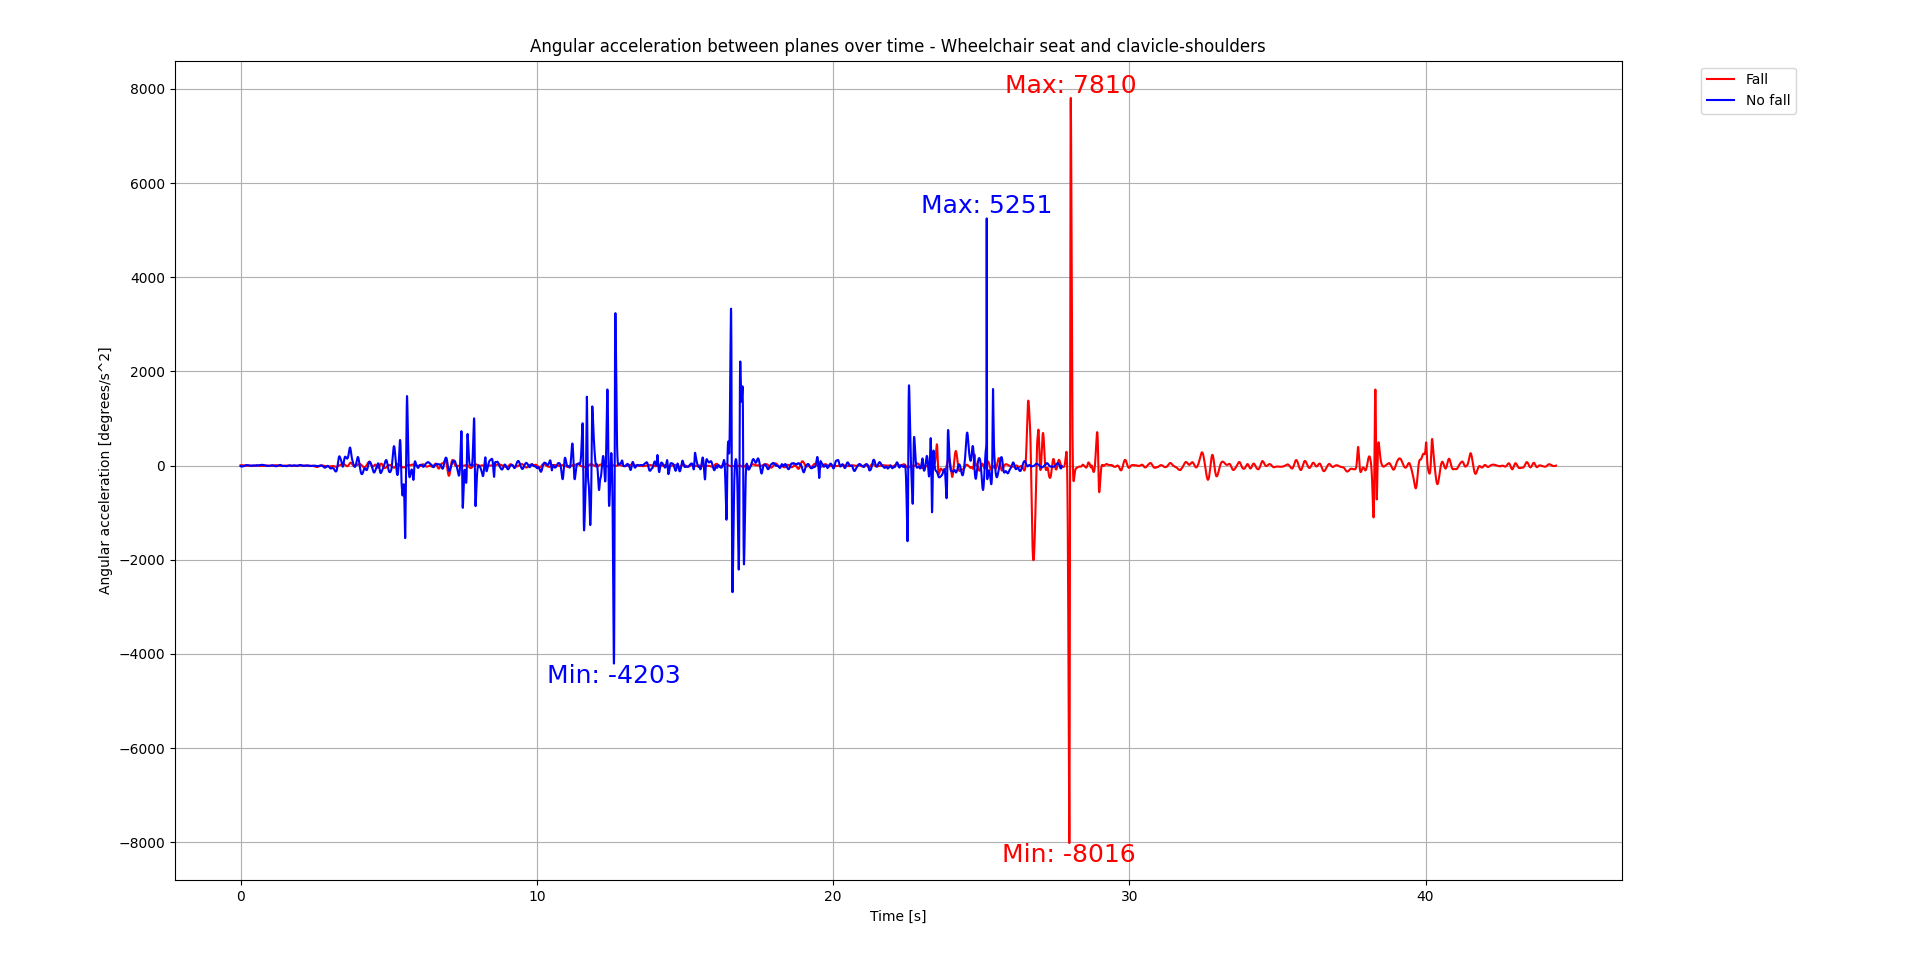 Angular acceleration between planes over time - Wheelchair seat and clavicle-shoulders
Fall
No fall
Max: 7810
Max: 5251
Min: -4203
Min: -8016
Angular acceleration [degrees/s^2]
8000
6000
4000
2000
0
−2000
−4000
−6000
−8000
0
10
20
30
40
Time [s]